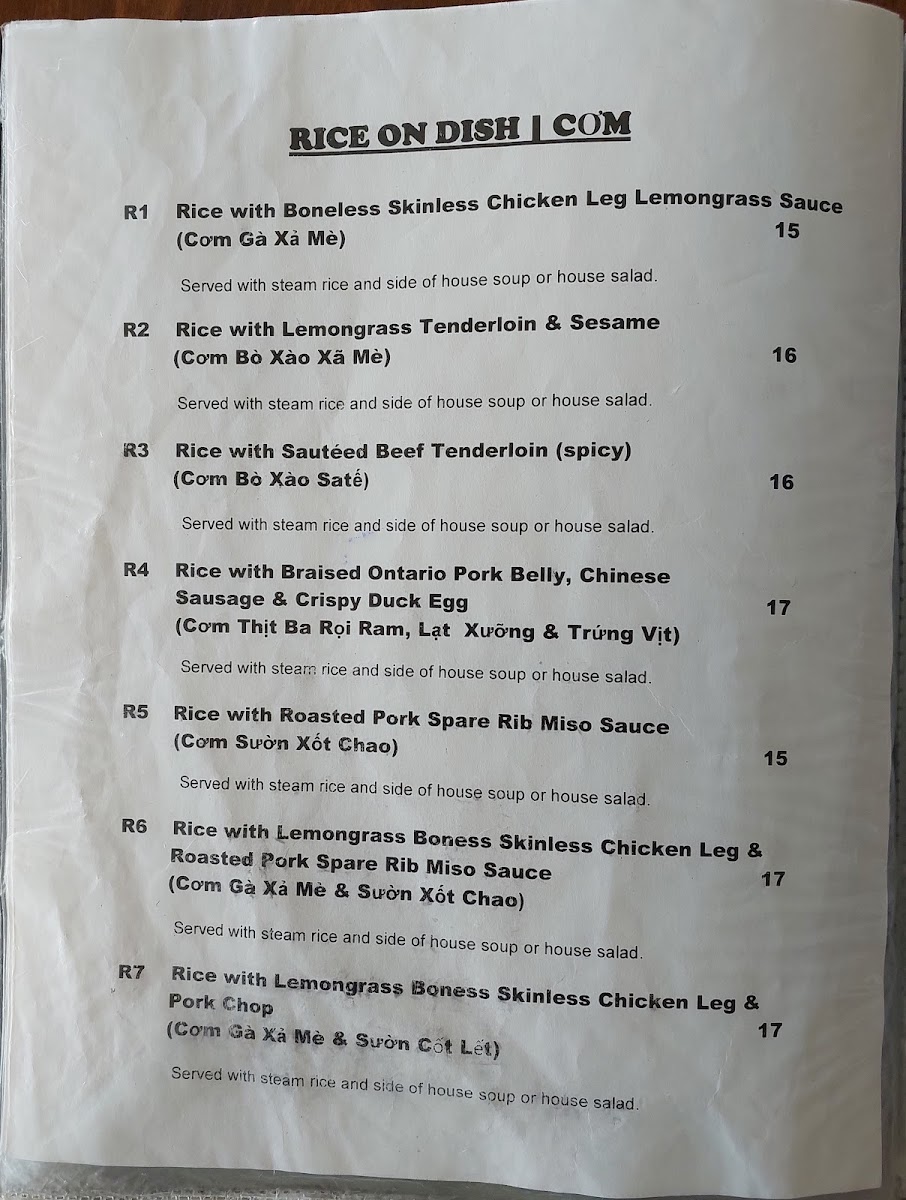 RICE ON DISH | CƠM
R1 Rice with Boneless Skinless Chicken Leg Lemongrass Sauce
(Cơm Gà Xả Mè) 15
Served with steam rice and side of house soup or house salad.
R2 Rice with Lemongrass Tenderloin & Sesame
(Cơm Bò Xào Xã Mè) 16
Served with steam rice and side of house soup or house salad.
R3 Rice with Sautéed Beef Tenderloin (spicy)
(Cơm Bò Xào Satế) 16
Served with steam rice and side of house soup or house salad.
R4 Rice with Braised Ontario Pork Belly, Chinese
Sausage & Crispy Duck Egg 17
(Cơm Thịt Ba Rọi Ram, Lạt Xưỡng & Trứng Vịt)
Served with steam rice and side of house soup or house salad.
R5 Rice with Roasted Pork Spare Rib Miso Sauce
(Cơm Sườn Xốt Chao) 15
Served with steam rice and side of house soup or house salad.
R6 Rice with Lemongrass Boness Skinless Chicken Leg &
Roasted Pork Spare Rib Miso Sauce 17
(Cơm Gà Xả Mè & Sườn Xốt Chao)
Served with steam rice and side of house soup or house salad.
R7 Rice with Lemongrass Boness Skinless Chicken Leg &
Pork Chop 17
(Cơm Gà Xả Mè & Sườn Cốt Lết)
Served with steam rice and side of house soup or house salad.